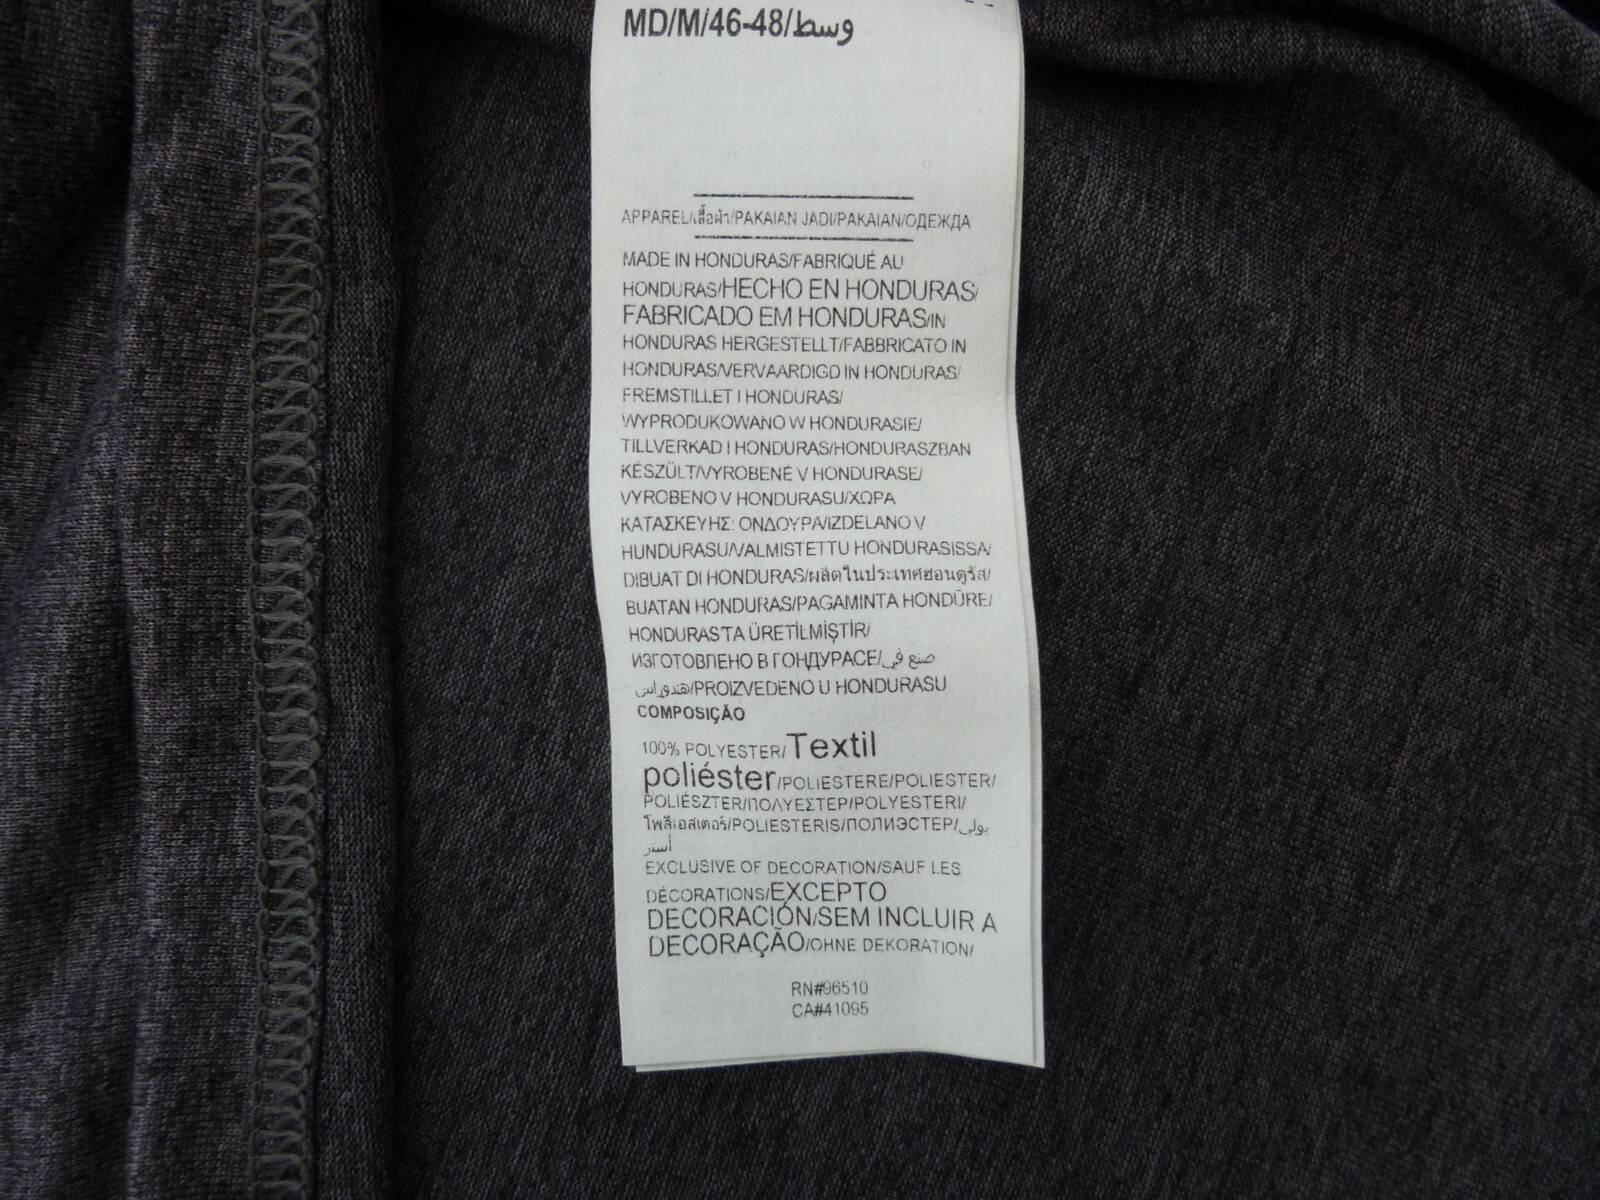 MD/M/46-48/وسط
APPAREL/เสื้อผ้า/PAKAIAN JADI/PAKAIAN/ОДЕЖДА
MADE IN HONDURAS/FABRIQUÉ AU
HONDURAS/HECHO EN HONDURAS/
FABRICADO EM HONDURAS/IN
HONDURAS HERGESTELLT/FABBRICATO IN
HONDURAS/VERVAARDIGD IN HONDURAS/
FREMSTILLET I HONDURAS/
WYPRODUKOWANO W HONDURASIE/
TILLVERKAD I HONDURAS/HONDURASZBAN
KÉSZÜLT/VYROBENÉ V HONDURASE/
VYROBENO V HONDURASU/ΧΩΡΑ
ΚΑΤΑΣΚΕΥΗΣ: ΟΝΔΟΥΡΑ/IZDELANO V
HUNDURASU/VALMISTETTU HONDURASISSA/
DIBUAT DI HONDURAS/ผลิตในประเทศฮอนดูรัส/
BUATAN HONDURAS/PAGAMINTA HONDŪRE/
HONDURAS'TA ÜRETİLMİŞTİR/
ИЗГОТОВЛЕНО В ГОНДУРАСЕ/صنع في
هندوراس/PROIZVEDENO U HONDURASU
COMPOSIÇÃO
100% POLYESTER/Textil
poliéster/POLIESTERE/POLIESTER/
POLIÉSZTER/ΠΟΛΥΕΣΤΕΡ/POLYESTERI/
โพลีเอสเตอร์/POLIESTERIS/ПОЛИЭСТЕР/بولي
أستر
EXCLUSIVE OF DECORATION/SAUF LES
DÉCORATIONS/EXCEPTO
DECORACIÓN/SEM INCLUIR A
DECORAÇÃO/OHNE DEKORATION/
RN#96510
CA#41095